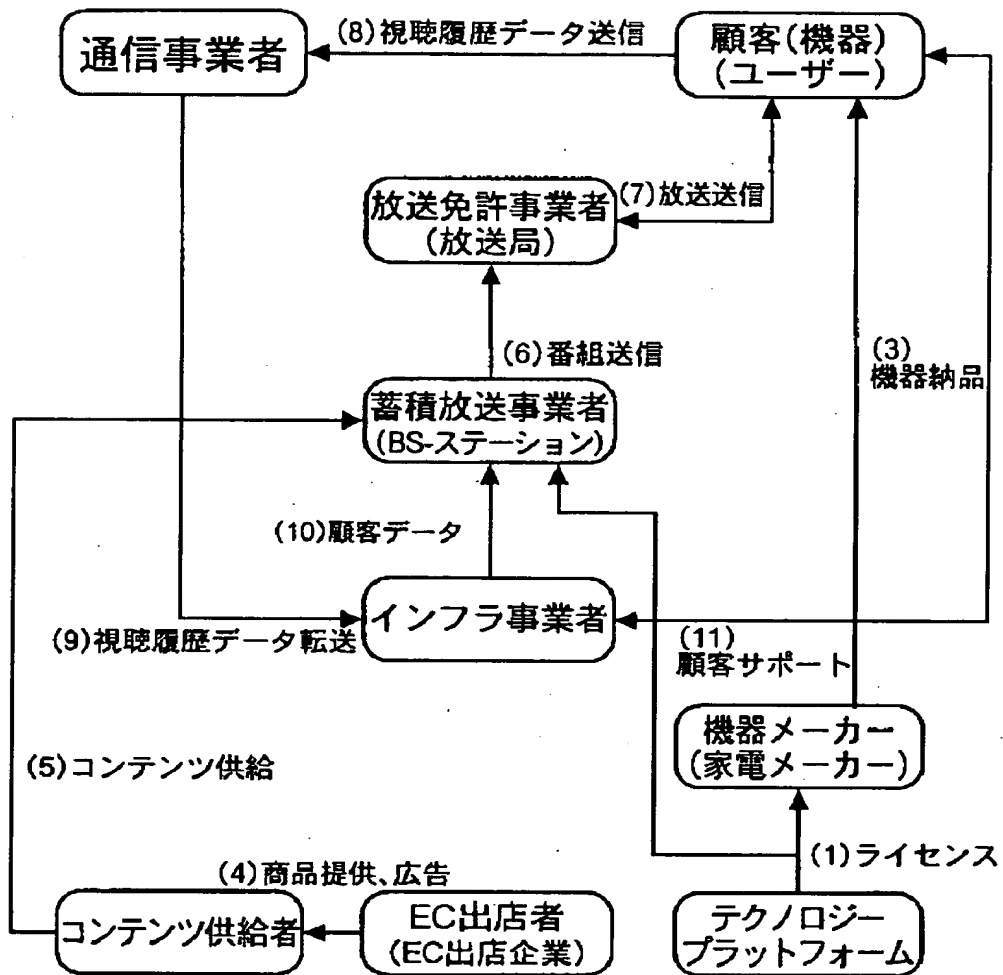 (8)視聴履歴データ送信
通信事業者
顧客(機器)
(ユーザー)
放送免許事業者
(放送局)
(7)放送送信
(6)番組送信
(3)
機器納品
蓄積放送事業者
(BS-ステーション)
(10)顧客データ
インフラ事業者
(9)視聴履歴データ転送
(11)
顧客サポート
機器メーカー
(家電メーカー)
(5)コンテンツ供給
(4)商品提供、広告
(1)ライセンス
コンテンツ供給者
EC出店者
(EC出店企業)
テクノロジー
プラットフォーム